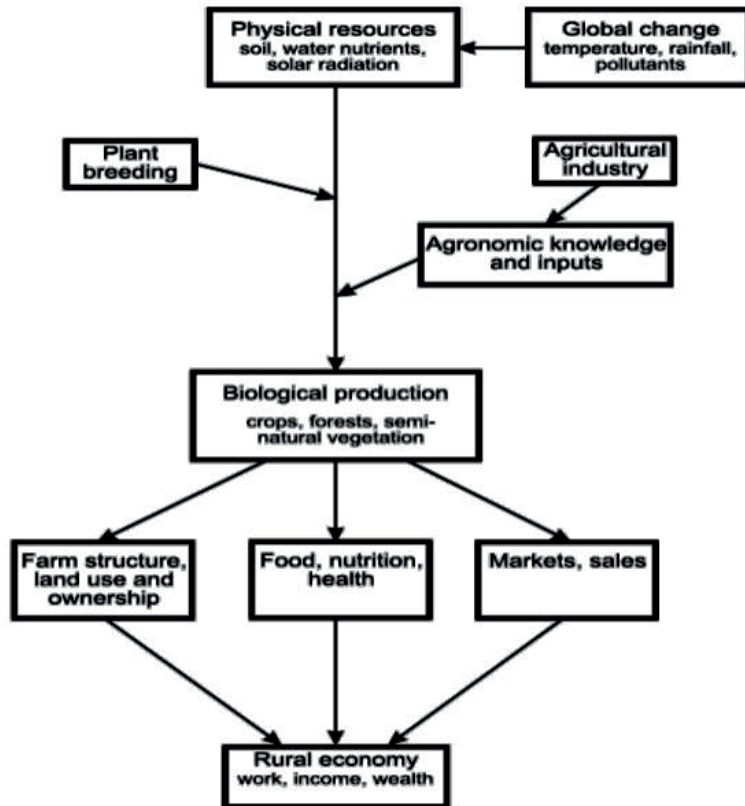 Physical resources
soil, water nutrients,
solar radiation
Global change
temperature, rainfall,
pollutants
Plant
breeding
Agricultural
industry
Agronomic knowledge
and inputs
Biological production
crops, forests, semi-
natural vegetation
Farm structure,
land use and
ownership
Food, nutrition,
health
Markets, sales
Rural economy
work, income, wealth